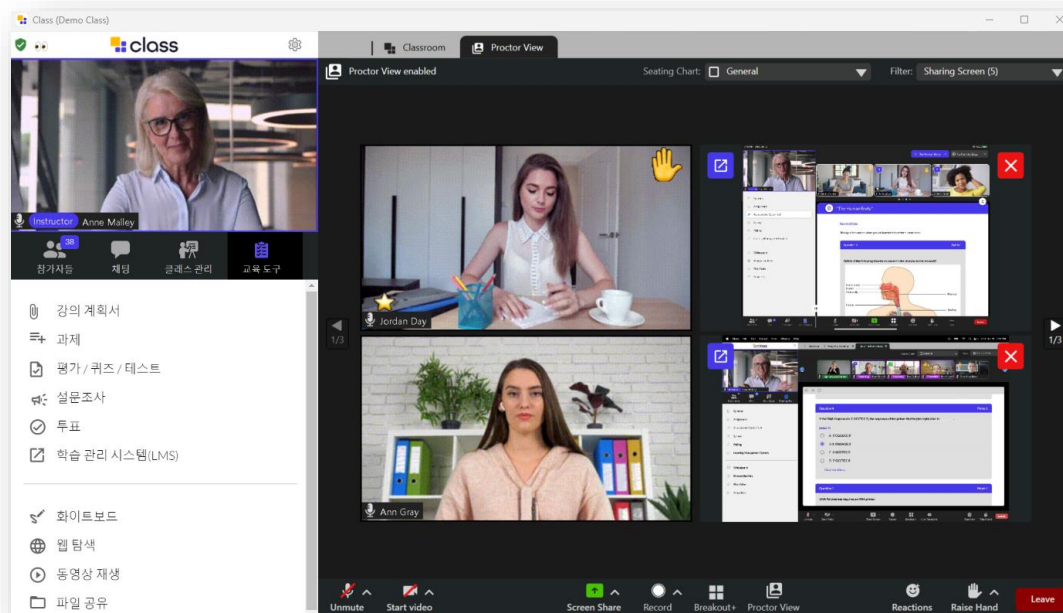 Class (Demo Class)
class
Classroom
Proctor View
Proctor View enabled
Seating Chart:
General
Filter:
Sharing Screen (5)
Instructor
Anne Malley
38
참가자들
채팅
클래스 관리
교육 도구
강의 계획서
과제
평가 / 퀴즈 / 테스트
설문조사
투표
학습 관리 시스템(LMS)
화이트보드
웹 탐색
동영상 재생
파일 공유
Jordan Day
Ann Gray
1/3
1/3
"The Human Body"
Unmute
Start video
Screen Share
Record
Breakout+
Proctor View
Reactions
Raise Hand
Leave